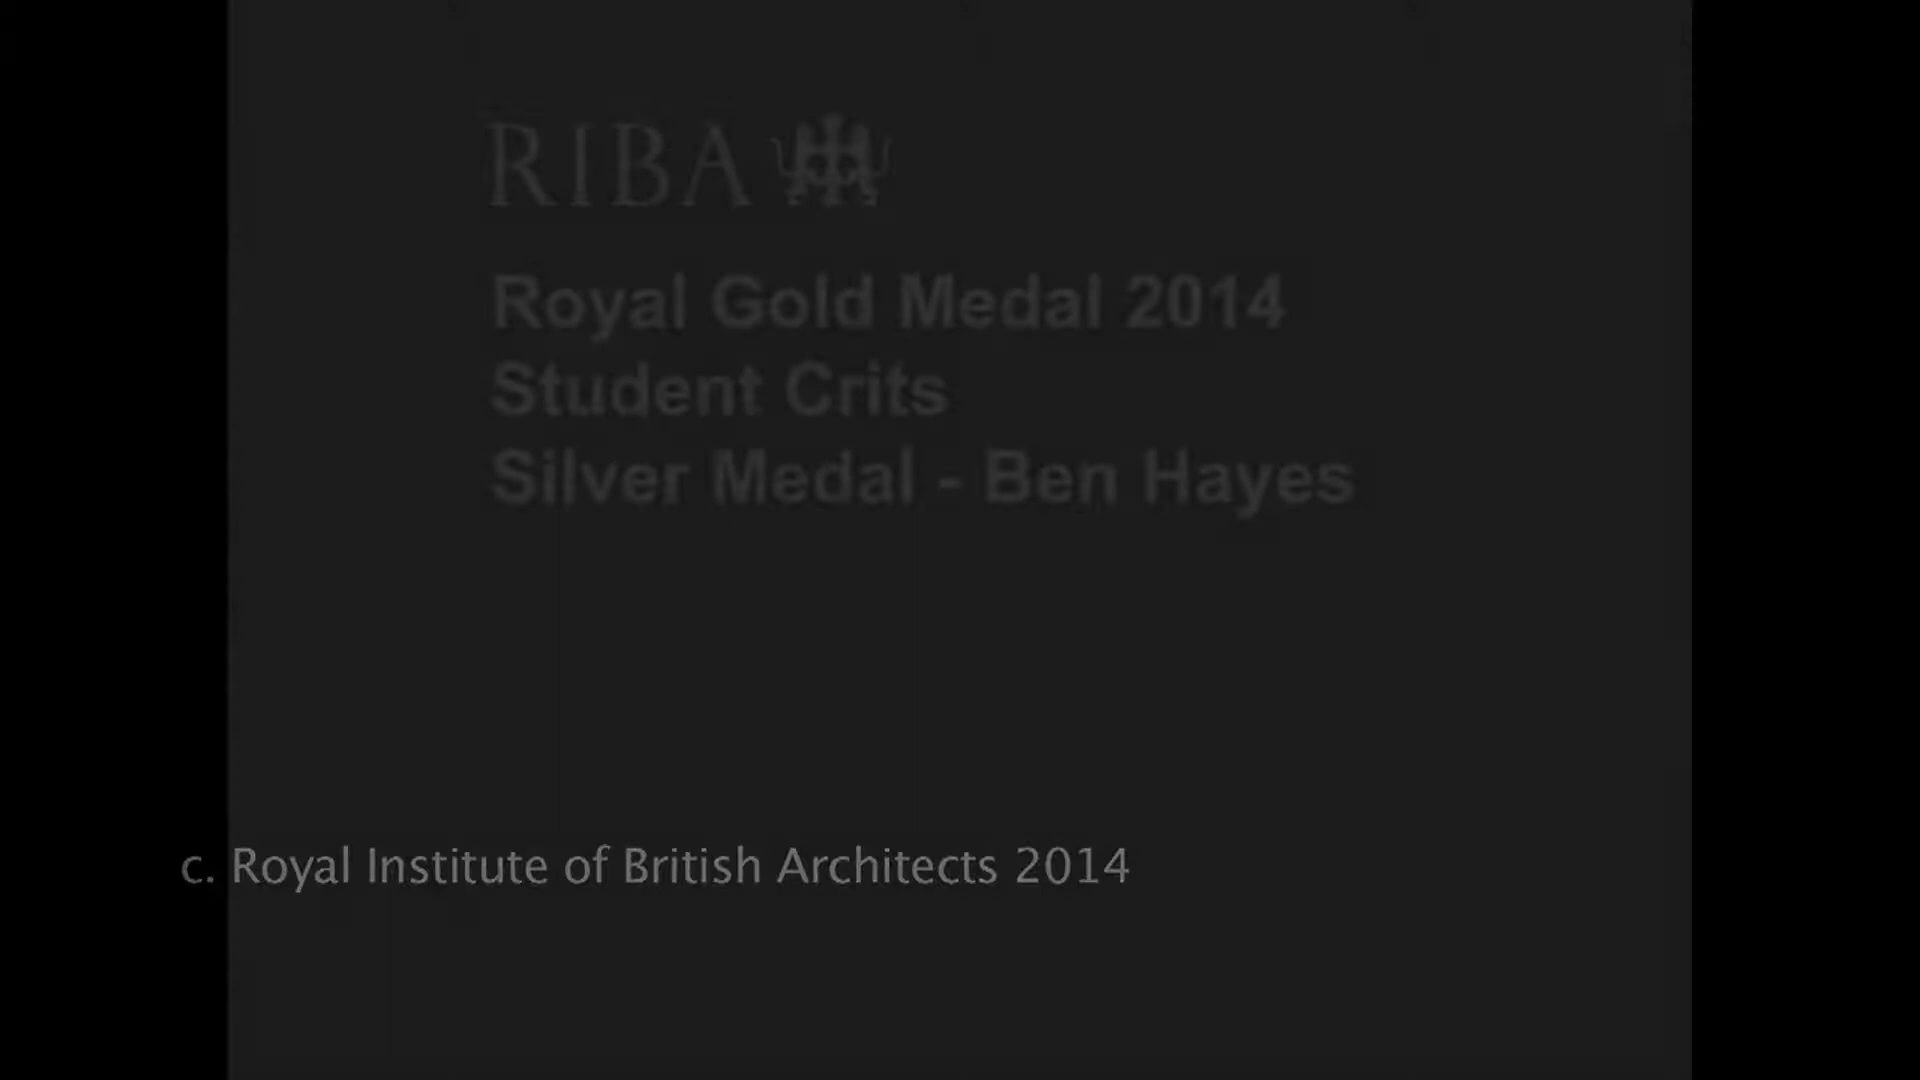 RIBA
Royal Gold Medal 2014
Student Crits
Silver Medal - Ben Hayes
c. Royal Institute of British Architects 2014